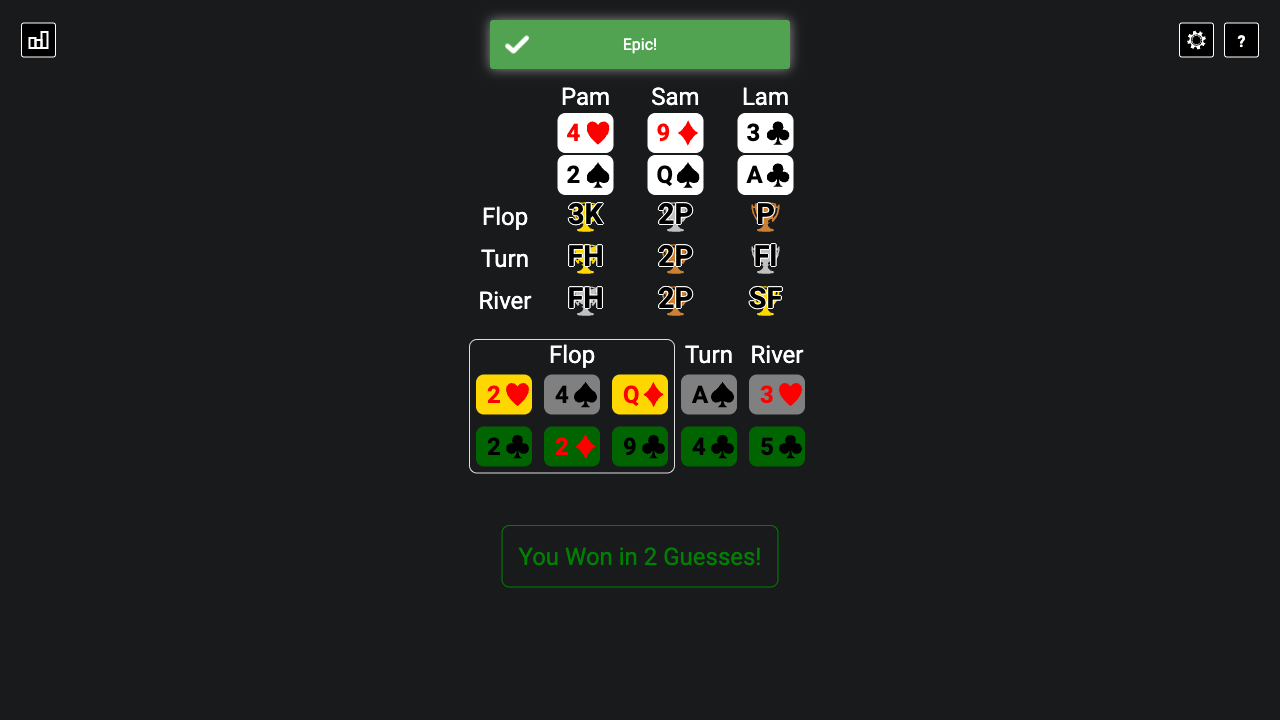 Epic!
?
Pam Sam Lam
4 9 3
2 Q A
Flop 3K 2P P
Turn FH 2P Fl
River FH 2P SF
Flop Turn River
2 4 Q A 3
2 2 9 4 5
You Won in 2 Guesses!